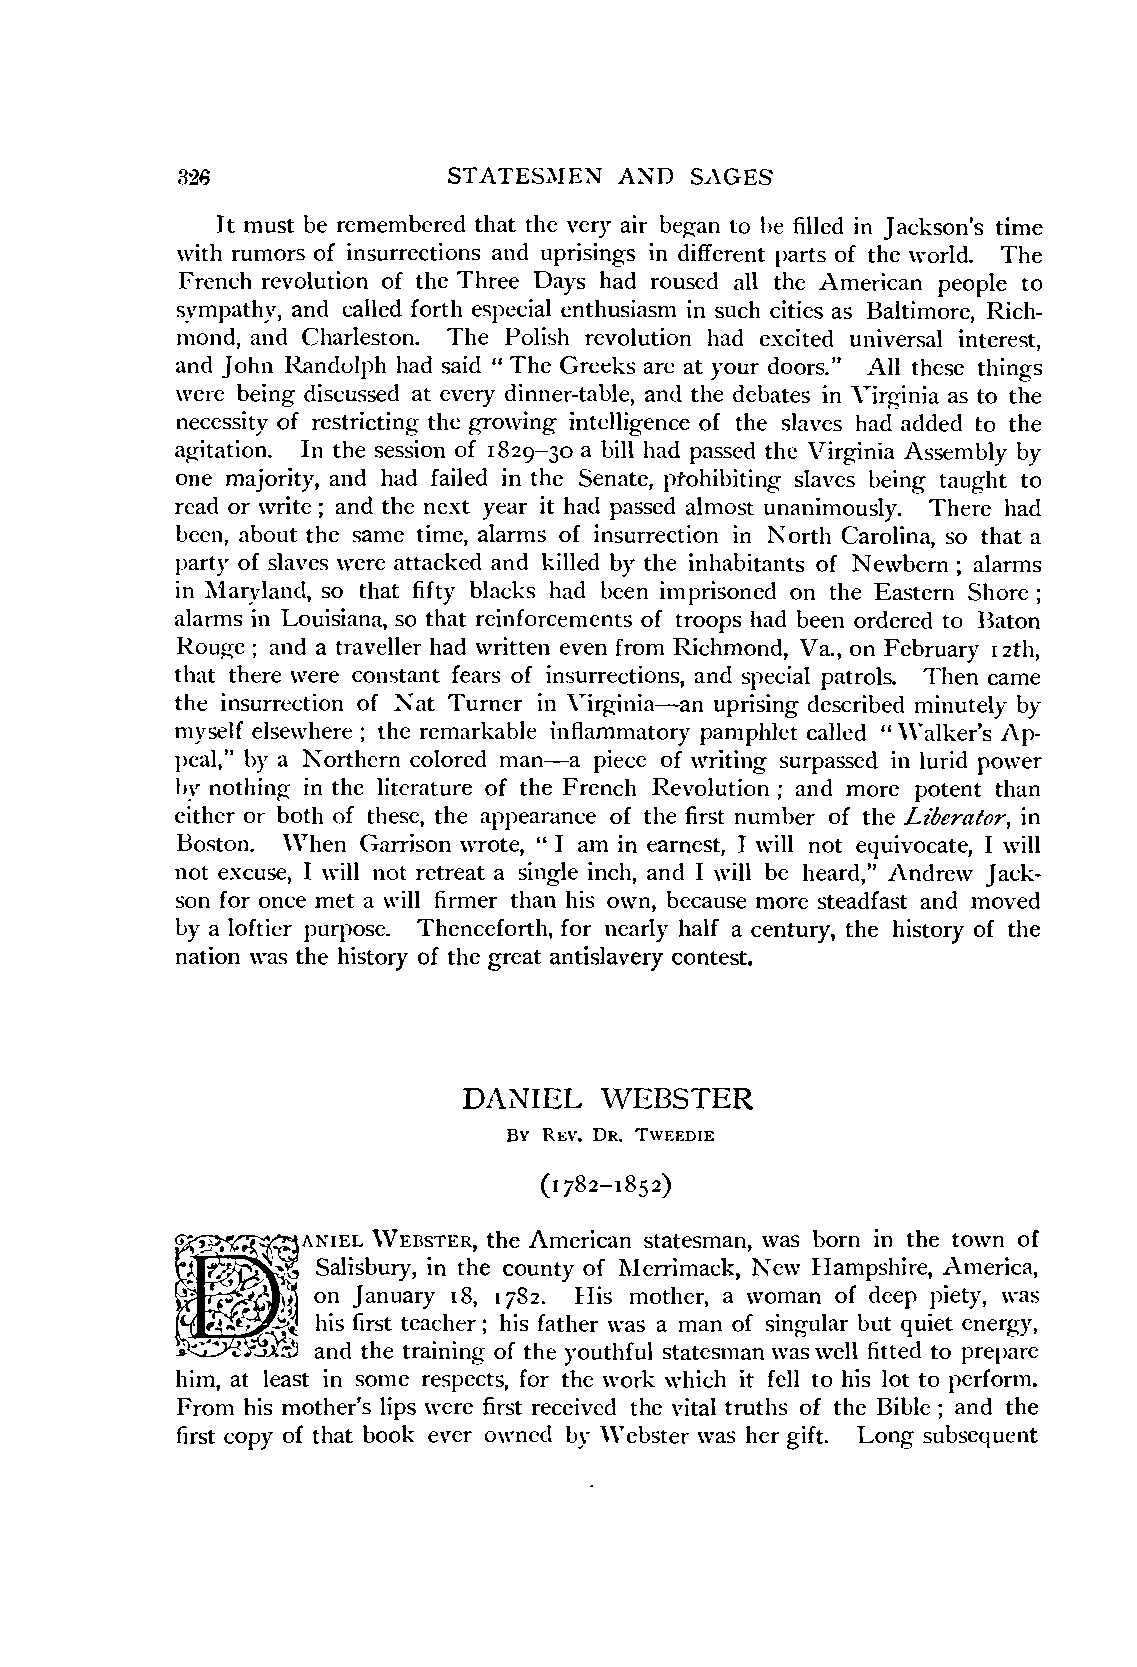 326 STATESMEN AND SAGES
It must be remembered that the very air began to be filled in Jackson's time
with rumors of insurrections and uprisings in different parts of the world. The
French revolution of the Three Days had roused all the American people to
sympathy, and called forth especial enthusiasm in such cities as Baltimore, Rich-
mond, and Charleston. The Polish revolution had excited universal interest,
and John Randolph had said “The Greeks are at your doors.” All these things
were being discussed at every dinner-table, and the debates in Virginia as to the
necessity of restricting the growing intelligence of the slaves had added to the
agitation. In the session of 1829–30 a bill had passed the Virginia Assembly by
one majority, and had failed in the Senate, prohibiting slaves being taught to
read or write; and the next year it had passed almost unanimously. There had
been, about the same time, alarms of insurrection in North Carolina, so that a
party of slaves were attacked and killed by the inhabitants of Newbern; alarms
in Maryland, so that fifty blacks had been imprisoned on the Eastern Shore;
alarms in Louisiana, so that reinforcements of troops had been ordered to Baton
Rouge; and a traveller had written even from Richmond, Va., on February 12th,
that there were constant fears of insurrections, and special patrols. Then came
the insurrection of Nat Turner in Virginia—an uprising described minutely by
myself elsewhere; the remarkable inflammatory pamphlet called “Walker's Ap-
peal,” by a Northern colored man—a piece of writing surpassed in lurid power
by nothing in the literature of the French Revolution; and more potent than
either or both of these, the appearance of the first number of the Liberator, in
Boston. When Garrison wrote, “I am in earnest, I will not equivocate, I will
not excuse, I will not retreat a single inch, and I will be heard,” Andrew Jack-
son for once met a will firmer than his own, because more steadfast and moved
by a loftier purpose. Thenceforth, for nearly half a century, the history of the
nation was the history of the great antislavery contest.
DANIEL WEBSTER
BY REV. DR. TWEEDIE
(1782–1852)
DANIEL WEBSTER, the American statesman, was born in the town of
Salisbury, in the county of Merrimack, New Hampshire, America,
on January 18, 1782. His mother, a woman of deep piety, was
his first teacher; his father was a man of singular but quiet energy,
and the training of the youthful statesman was well fitted to prepare
him, at least in some respects, for the work which it fell to his lot to perform.
From his mother's lips were first received the vital truths of the Bible; and the
first copy of that book ever owned by Webster was her gift. Long subsequent